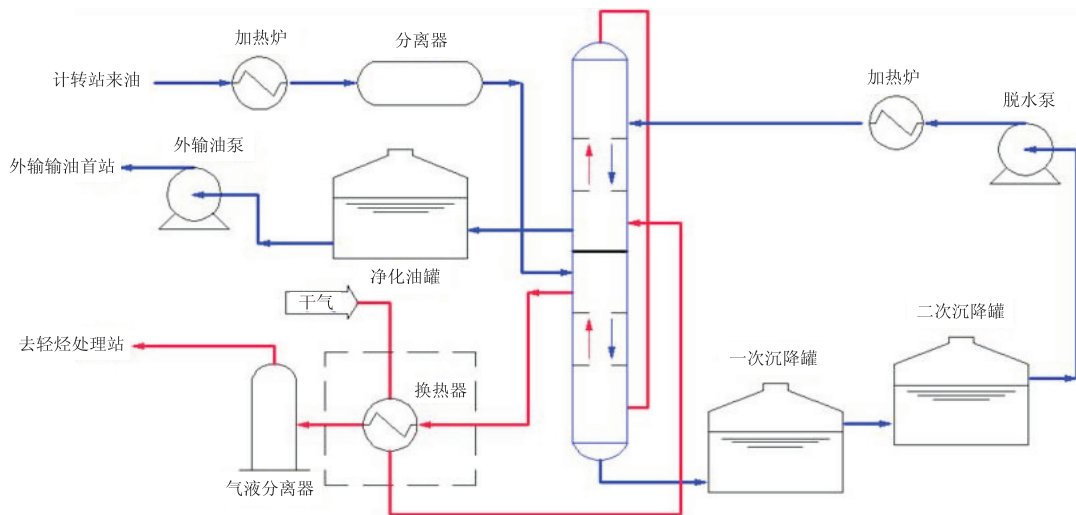 加热炉
分离器
计转站来油
加热炉
脱水泵
外输油泵
外输输油首站
净化油罐
干气
二次沉降罐
去轻烃处理站
换热器
一次沉降罐
气液分离器